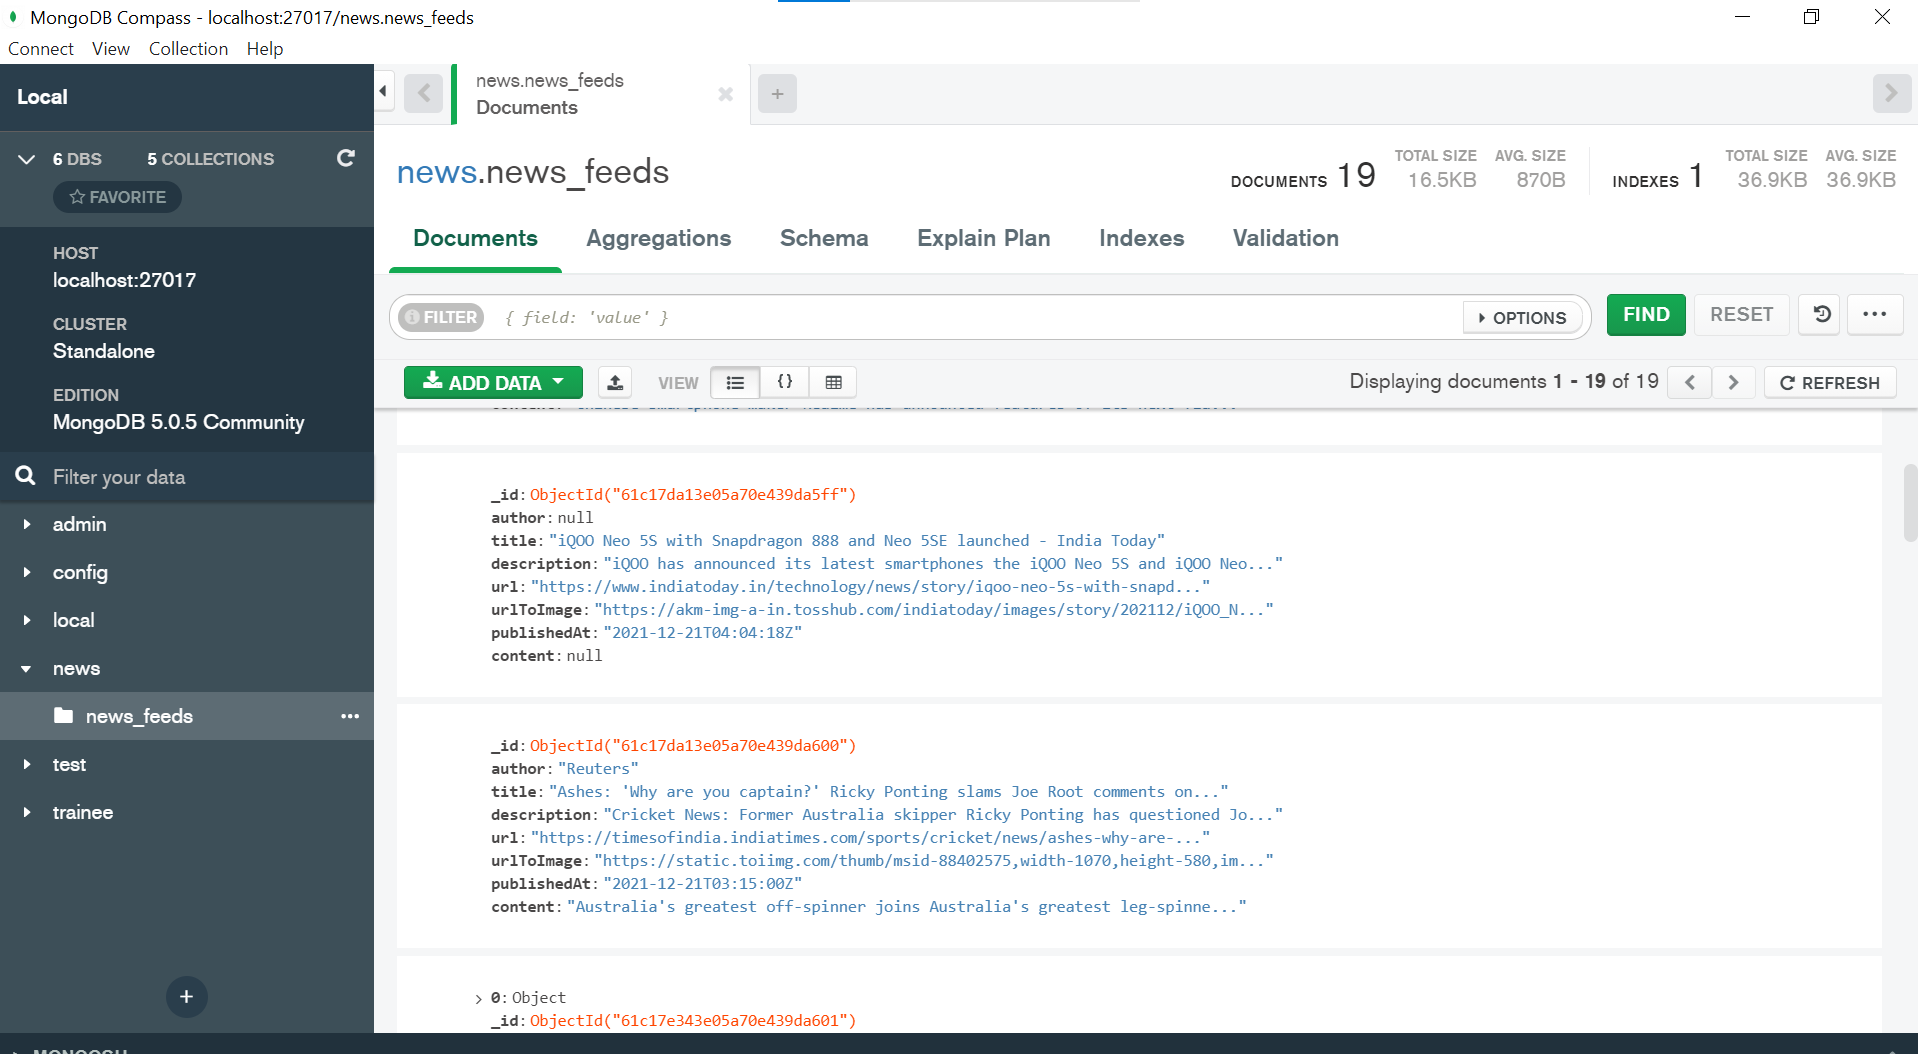 MongoDB Compass - localhost:27017/news.news_feeds
Connect View Collection Help
Local
6 DBS 5 COLLECTIONS
FAVORITE
HOST
localhost:27017
CLUSTER
Standalone
EDITION
MongoDB 5.0.5 Community
Filter your data
admin
config
local
news
news_feeds
test
trainee
news.news_feeds
Documents
news.news_feeds
DOCUMENTS 19 TOTAL SIZE 16.5KB AVG. SIZE 870B INDEXES 1 TOTAL SIZE 36.9KB AVG. SIZE 36.9KB
Documents Aggregations Schema Explain Plan Indexes Validation
FILTER { field: 'value' } OPTIONS FIND RESET
ADD DATA VIEW {} Displaying documents 1 - 19 of 19 REFRESH
_id: ObjectId("61c17da13e05a70e439da5ff")
author: null
title: "iQOO Neo 5S with Snapdragon 888 and Neo 5SE launched - India Today"
description: "iQOO has announced its latest smartphones the iQOO Neo 5S and iQOO Neo..."
url: "https://www.indiatoday.in/technology/news/story/iqoo-neo-5s-with-snapd..."
urlToImage: "https://akm-img-a-in.tosshub.com/indiatoday/images/story/202112/iQOO_N..."
publishedAt: "2021-12-21T04:04:18Z"
content: null
_id: ObjectId("61c17da13e05a70e439da600")
author: "Reuters"
title: "Ashes: 'Why are you captain?' Ricky Ponting slams Joe Root comments on..."
description: "Cricket News: Former Australia skipper Ricky Ponting has questioned Jo..."
url: "https://timesofindia.indiatimes.com/sports/cricket/news/ashes-why-are-..."
urlToImage: "https://static.toiimg.com/thumb/msid-88402575,width-1070,height-580,im..."
publishedAt: "2021-12-21T03:15:00Z"
content: "Australia's greatest off-spinner joins Australia's greatest leg-spinne..."
0: Object
_id: ObjectId("61c17e343e05a70e439da601")
MONGOSH